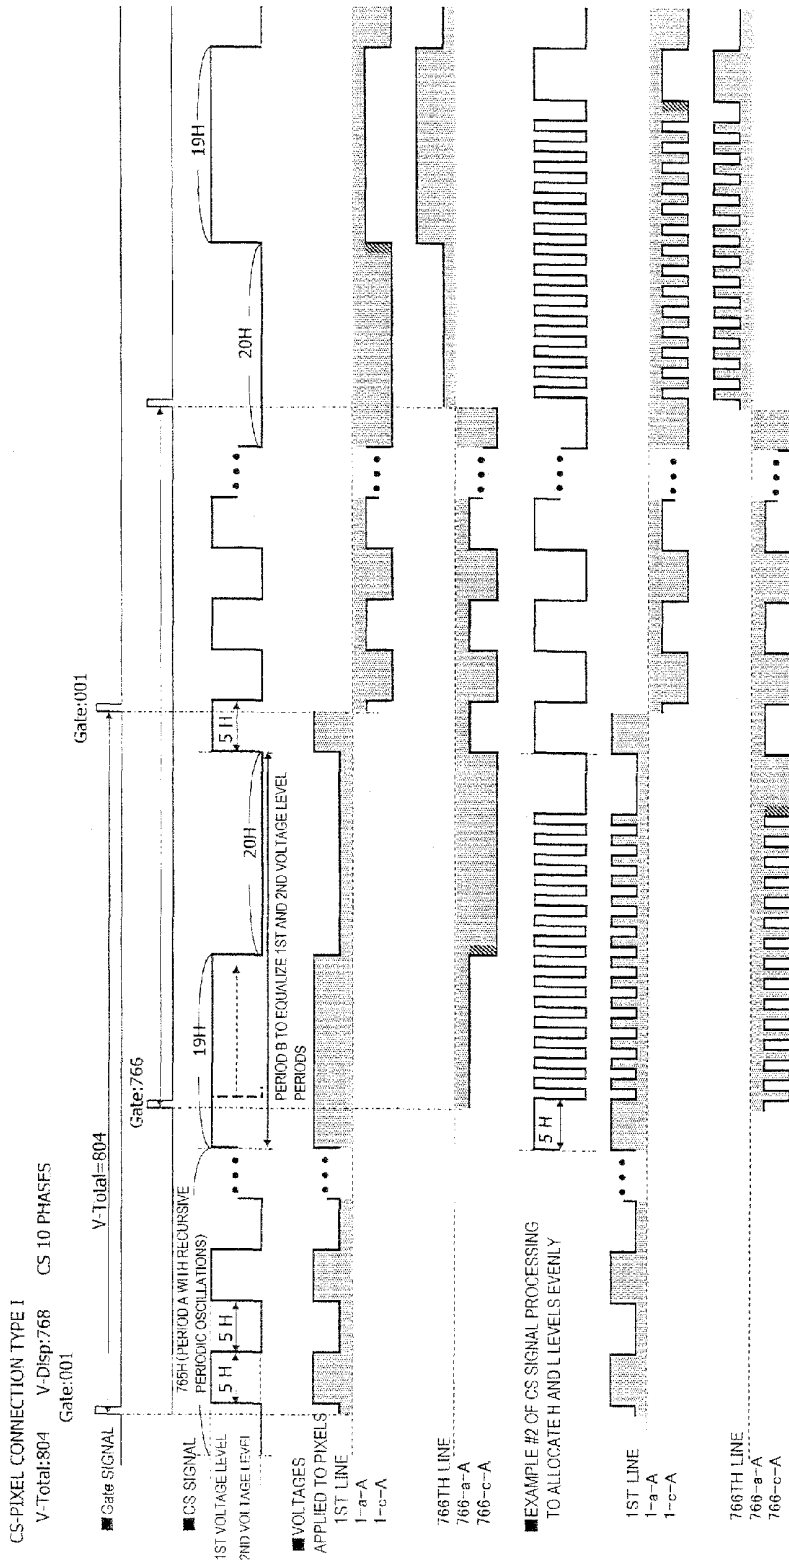 CS-PIXEL CONNECTION TYPE I
V-Total:804 V-Disp:768 CS 10 PHASES
Gate:001
V-Total=804
Gate:766
Gate:001
■ Gate SIGNAL
■ CS SIGNAL
1ST VOLTAGE LEVEL
2ND VOLTAGE LEVEL
765H (PERIOD A WITH RECURSIVE
PERIODIC OSCILLATIONS)
5 H
5 H
19H
20H
5 H
20H
19H
PERIOD B TO EQUALIZE 1ST AND 2ND VOLTAGE LEVEL
PERIODS
■ VOLTAGES
APPLIED TO PIXELS
1ST LINE
1-a-A
1-c-A
766TH LINE
766-a-A
766-c-A
■ EXAMPLE #2 OF CS SIGNAL PROCESSING
TO ALLOCATE H AND L LEVELS EVENLY
5 H
1ST LINE
1-a-A
1-c-A
766TH LINE
766-a-A
766-c-A